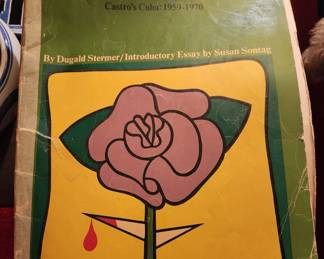 Castro's Cuba: 1959-1970
By Dugald Stermer/Introductory Essay by Susan Sontag